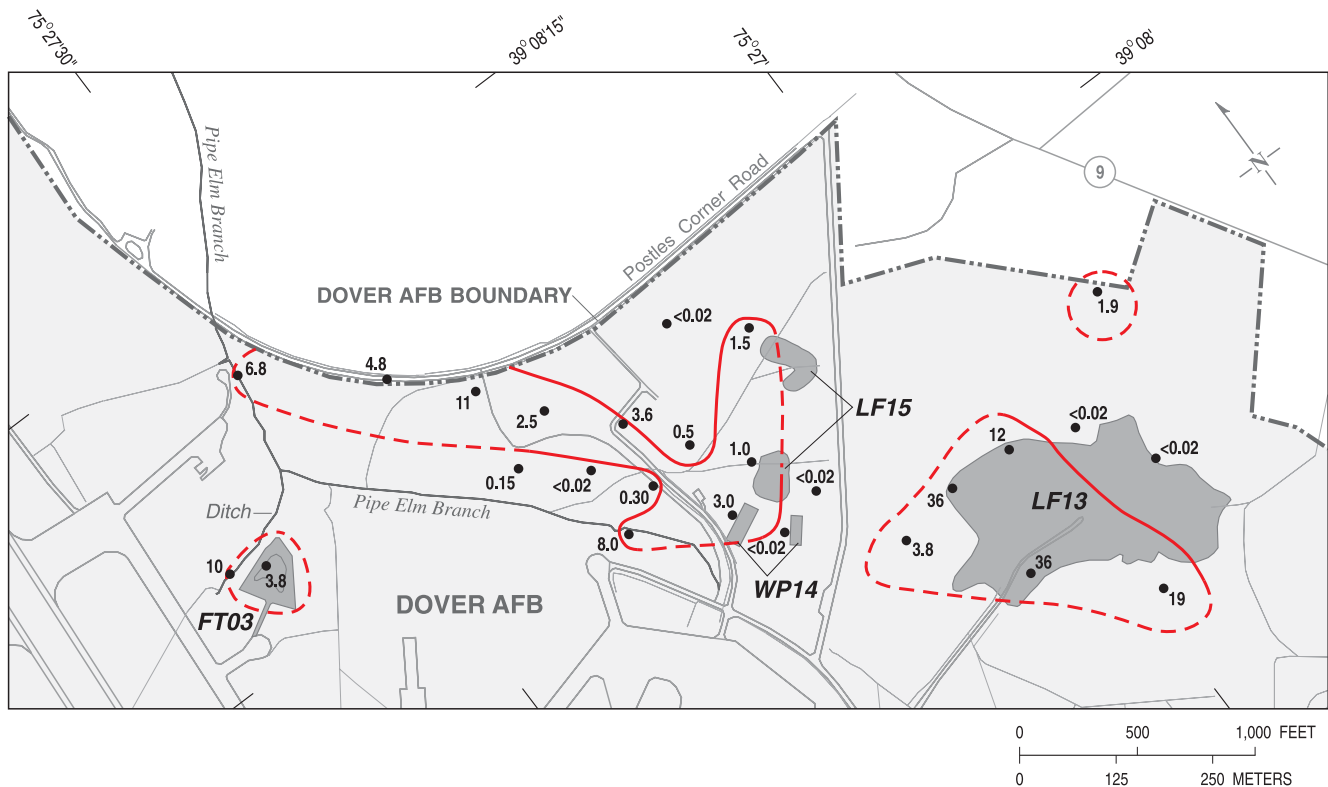 75°27'30"
39°08'15"
75°27'
39°08'
Pipe Elm Branch
Postles Corner Road
9
N
DOVER AFB BOUNDARY
<0.02
1.5
1.9
6.8
4.8
11
2.5
3.6
0.5
LF15
1.0
<0.02
12
<0.02
0.15
<0.02
0.30
<0.02
36
LF13
Pipe Elm Branch
Ditch
3.0
8.0
<0.02
3.8
36
10
3.8
WP14
19
FT03
DOVER AFB
0 500 1,000 FEET
0 125 250 METERS